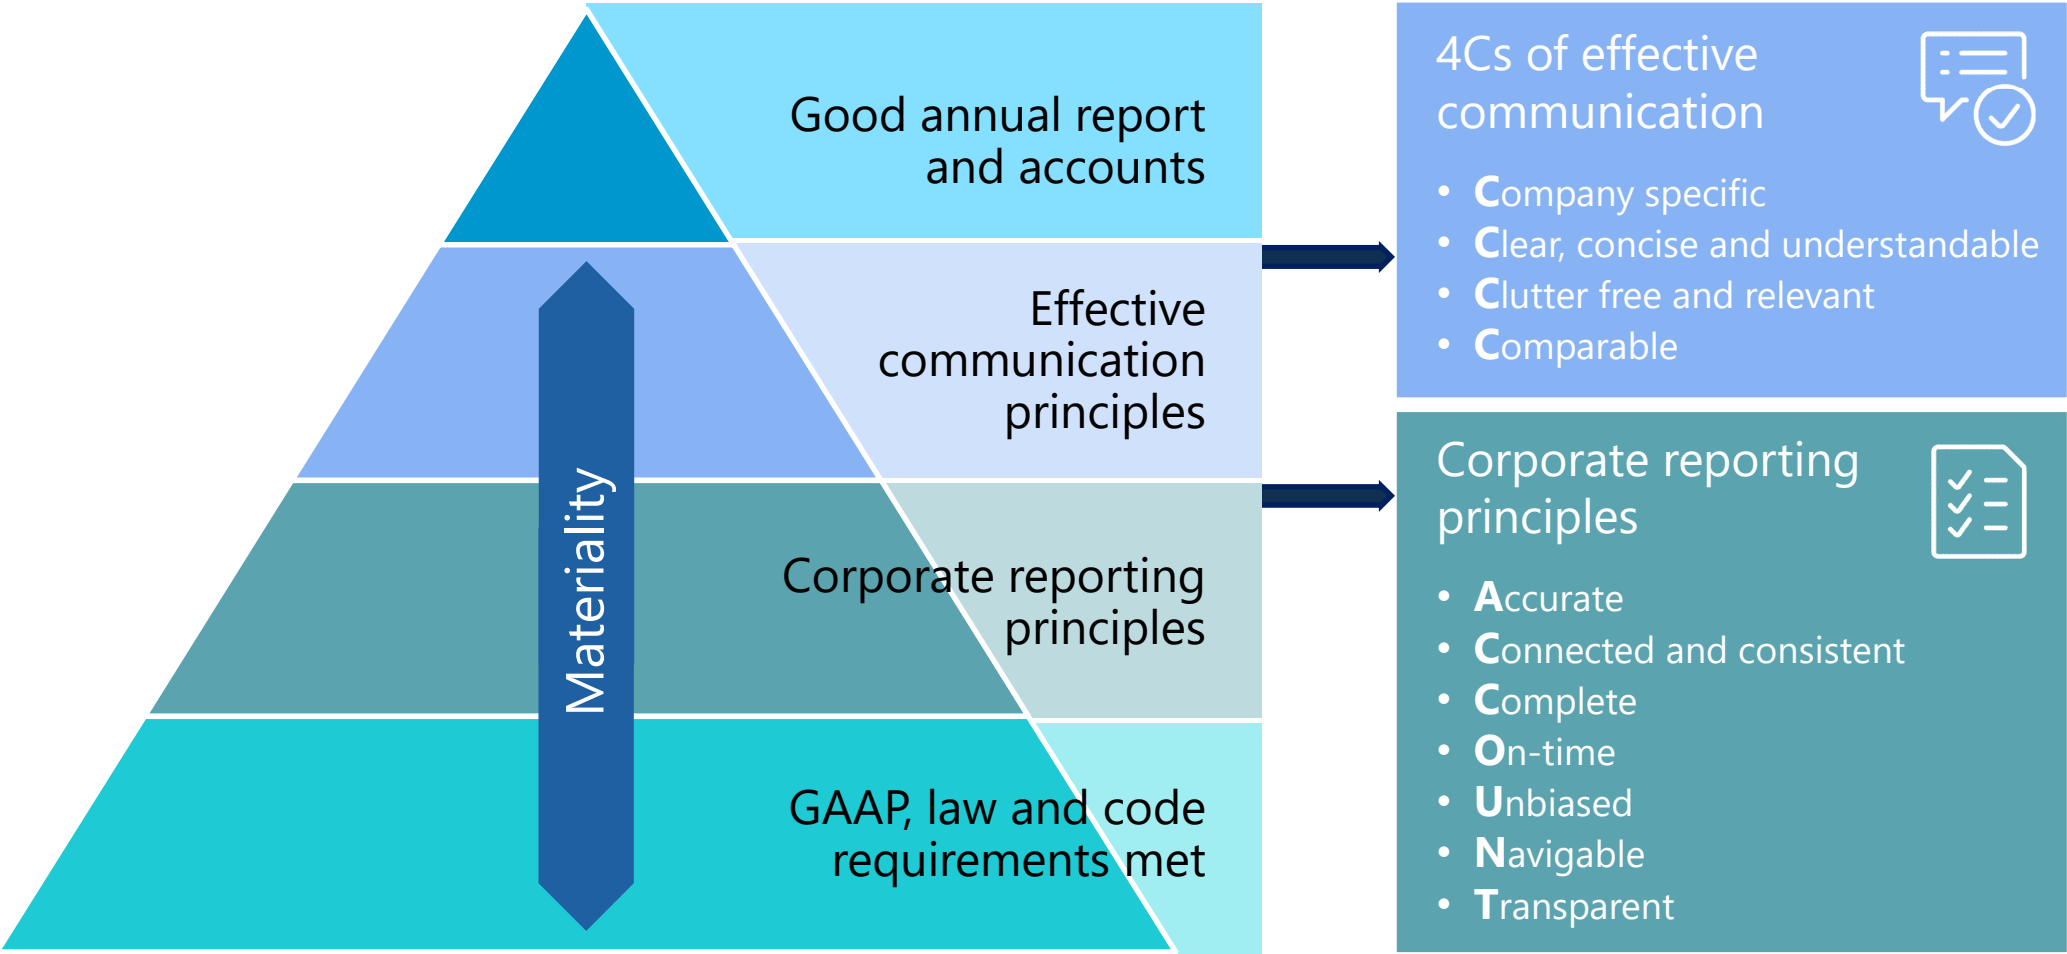 Good annual report
and accounts
Effective
communication
principles
Corporate reporting
principles
GAAP, law and code
requirements met
Materiality
4Cs of effective
communication
• Company specific
• Clear, concise and understandable
• Clutter free and relevant
• Comparable
Corporate reporting
principles
• Accurate
• Connected and consistent
• Complete
• On-time
• Unbiased
• Navigable
• Transparent